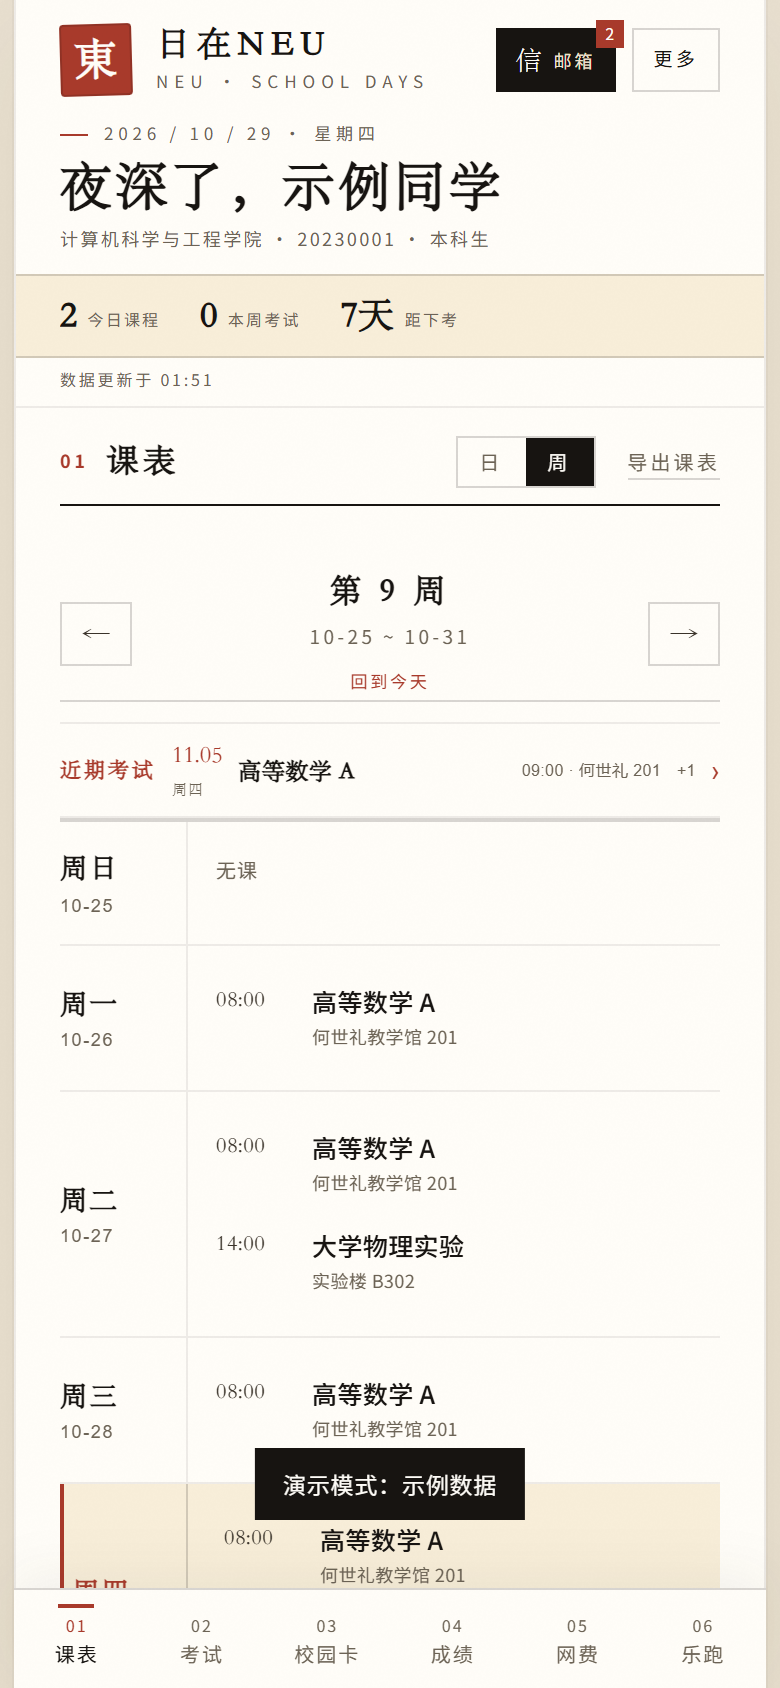 東
日在NEU
NEU · SCHOOL DAYS
信 邮箱 2
更多
2026 / 10 / 29 · 星期四
夜深了，示例同学
计算机科学与工程学院 · 20230001 · 本科生
2 今日课程 0 本周考试 7天 距下考
数据更新于 01:51
01 课表 日 周 导出课表
第 9 周
← 10-25 ~ 10-31 →
回到今天
近期考试 11.05 周四 高等数学 A 09:00 · 何世礼 201 +1 ›
周日 无课
10-25
周一 08:00 高等数学 A
10-26 何世礼教学馆 201
08:00 高等数学 A
何世礼教学馆 201
周二
10-27
14:00 大学物理实验
实验楼 B302
周三 08:00 高等数学 A
10-28 何世礼教学馆 201
演示模式：示例数据
08:00 高等数学 A
何世礼教学馆 201
周四
01 02 03 04 05 06
课表 考试 校园卡 成绩 网费 乐跑